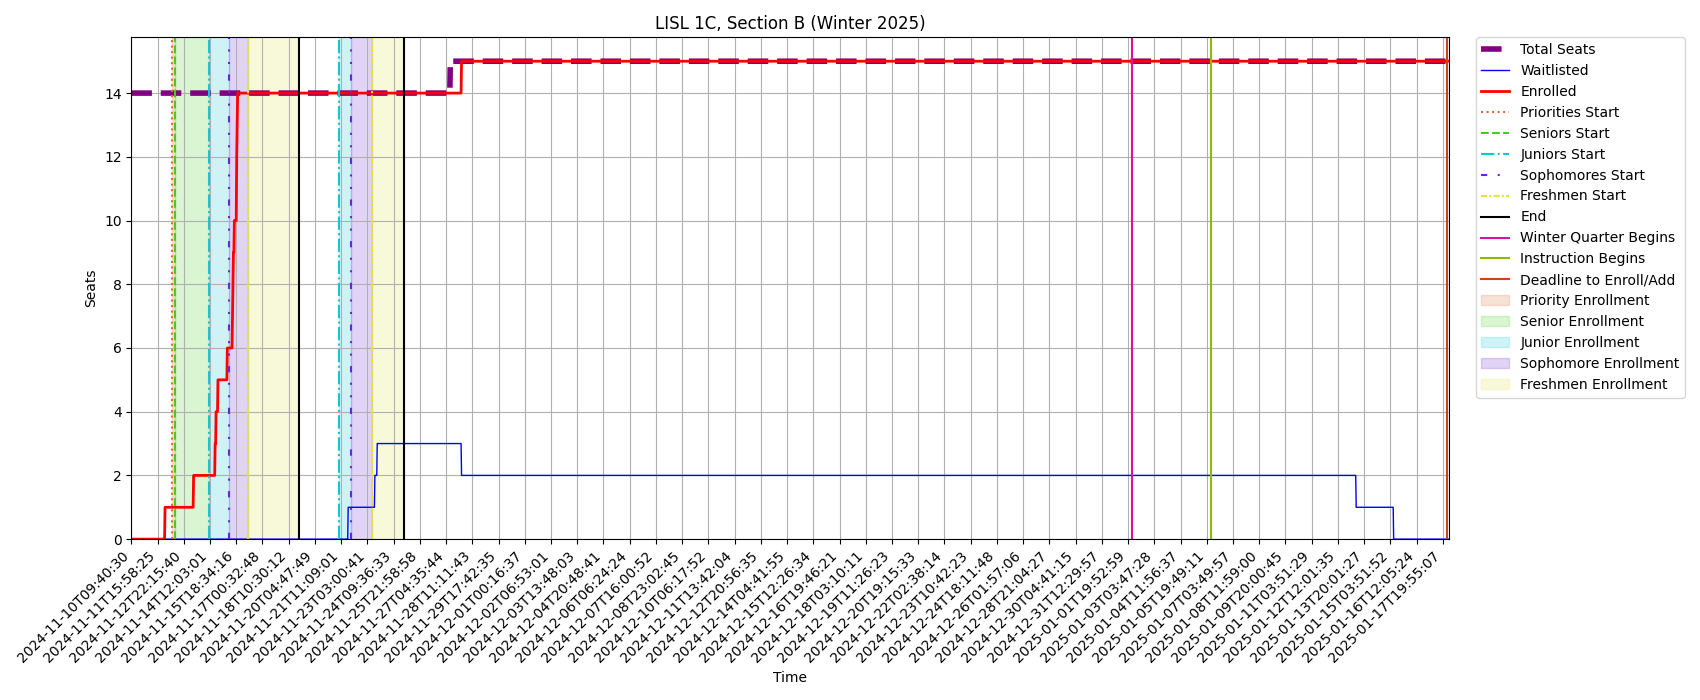 LISL 1C, Section B (Winter 2025)
Seats
14
12
10
8
6
4
2
0
2024-11-10T09:40:30
2024-11-11T15:58:25
2024-11-12T22:15:40
2024-11-14T12:03:01
2024-11-15T18:34:16
2024-11-17T00:32:48
2024-11-18T10:30:12
2024-11-20T04:47:49
2024-11-21T11:09:01
2024-11-23T03:00:41
2024-11-24T09:36:33
2024-11-25T21:58:58
2024-11-27T04:35:44
2024-11-28T11:11:43
2024-11-29T17:42:35
2024-12-01T00:16:37
2024-12-02T06:53:01
2024-12-03T13:48:03
2024-12-04T20:48:41
2024-12-06T06:24:24
2024-12-07T16:00:52
2024-12-08T23:02:45
2024-12-10T06:17:52
2024-12-11T13:42:04
2024-12-12T20:56:35
2024-12-14T04:41:55
2024-12-15T12:26:34
2024-12-16T19:46:21
2024-12-18T03:10:11
2024-12-19T11:26:23
2024-12-20T19:15:33
2024-12-22T02:38:14
2024-12-23T10:42:23
2024-12-24T18:11:48
2024-12-26T01:57:06
2024-12-28T21:04:27
2024-12-30T04:41:15
2024-12-31T12:29:57
2025-01-01T19:52:59
2025-01-03T03:47:28
2025-01-04T11:56:37
2025-01-05T19:49:11
2025-01-07T03:49:57
2025-01-08T11:59:00
2025-01-09T20:00:45
2025-01-11T03:51:29
2025-01-12T12:01:35
2025-01-13T20:01:27
2025-01-15T03:51:52
2025-01-16T12:05:24
2025-01-17T19:55:07
Time
Total Seats
Waitlisted
Enrolled
Priorities Start
Seniors Start
Juniors Start
Sophomores Start
Freshmen Start
End
Winter Quarter Begins
Instruction Begins
Deadline to Enroll/Add
Priority Enrollment
Senior Enrollment
Junior Enrollment
Sophomore Enrollment
Freshmen Enrollment